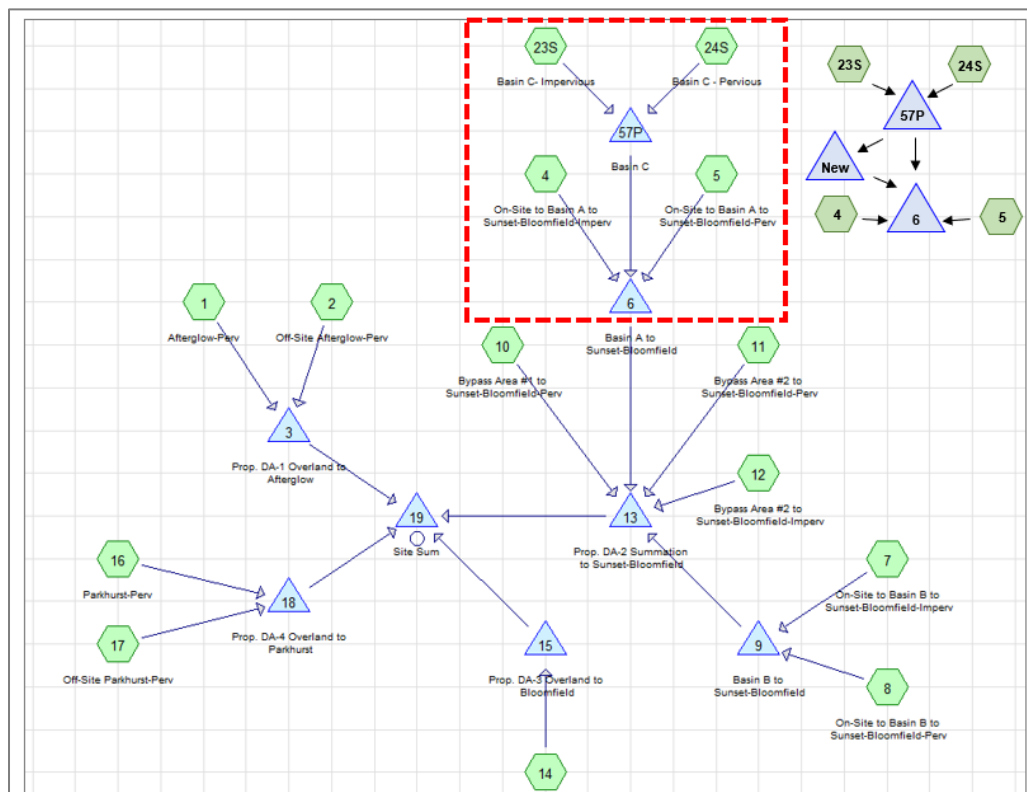 23S
24S
Basin C- Impervious
Basin C - Pervious
57P
Basin C
4
5
On-Site to Basin A to
Sunset-Bloomfield-Imperv
On-Site to Basin A to
Sunset-Bloomfield-Perv
6
Basin A to
Sunset-Bloomfield
23S
24S
57P
New
4
6
5
1
2
Afterglow-Perv
Off-Site Afterglow-Perv
3
Prop. DA-1 Overland to
Afterglow
10
11
Bypass Area #1 to
Sunset-Bloomfield-Perv
Bypass Area #2 to
Sunset-Bloomfield-Perv
12
Bypass Area #2 to
Sunset-Bloomfield-Imperv
19
Site Sum
13
Prop. DA-2 Summation
to Sunset-Bloomfield
16
Parkhurst-Perv
17
Off-Site Parkhurst-Perv
18
Prop. DA-4 Overland to
Parkhurst
15
Prop. DA-3 Overland to
Bloomfield
7
On-Site to Basin B to
Sunset-Bloomfield-Imperv
9
Basin B to
Sunset-Bloomfield
8
On-Site to Basin B to
Sunset-Bloomfield-Perv
14